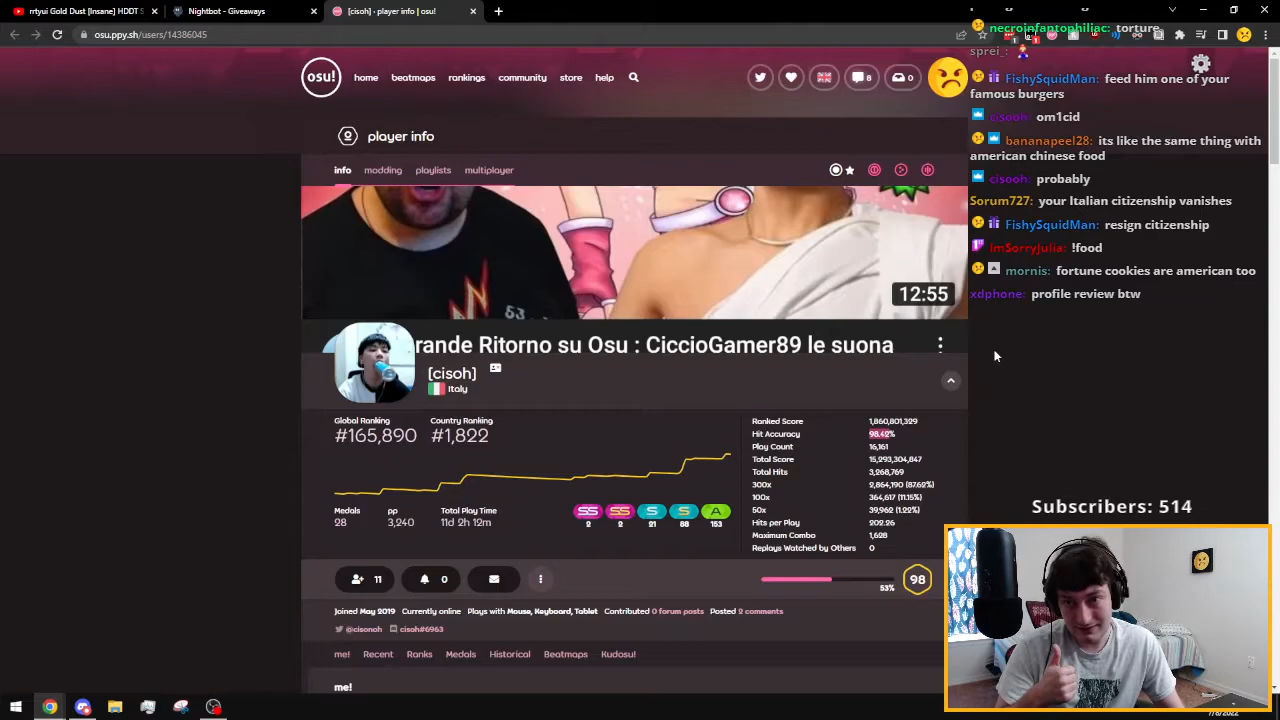 rrtyui Gold Dust [Insane] HDDT S
Nightbot - Giveaways
[cisoh] · player info | osu!
osu.ppy.sh/users/14386045
osu!
home beatmaps rankings community store help
8
0
player info
info modding playlists multiplayer
12:55
rande Ritorno su Osu : CiccioGamer89 le suona
[cisoh]
Italy
Global Ranking Country Ranking
#165,890 #1,822
Medals pp Total Play Time
28 3,240 11d 2h 12m
SS SS S S A
2 2 21 88 153
Ranked Score 1,860,801,329
Hit Accuracy 98.42%
Play Count 16,161
Total Score 15,293,304,847
Total Hits 3,268,769
300x 2,864,190 (87.62%)
100x 364,617 (11.15%)
50x 39,962 (1.22%)
Hits per Play 202.26
Maximum Combo 1,628
Replays Watched by Others 0
11
0
53%
98
Joined May 2019 Currently online Plays with Mouse, Keyboard, Tablet Contributed 0 forum posts Posted 2 comments
@cisonoh cisoh#6963
me! Recent Ranks Medals Historical Beatmaps Kudosu!
me!
necroinfantophiliac: torture
sprei_:
FishySquidMan: feed him one of your
famous burgers
cisooh: om1cid
bananapeel28: its like the same thing with
american chinese food
cisooh: probably
Sorum727: your Italian citizenship vanishes
FishySquidMan: resign citizenship
ImSorryJulia: !food
mornis: fortune cookies are american too
xdphone: profile review btw
Subscribers: 514